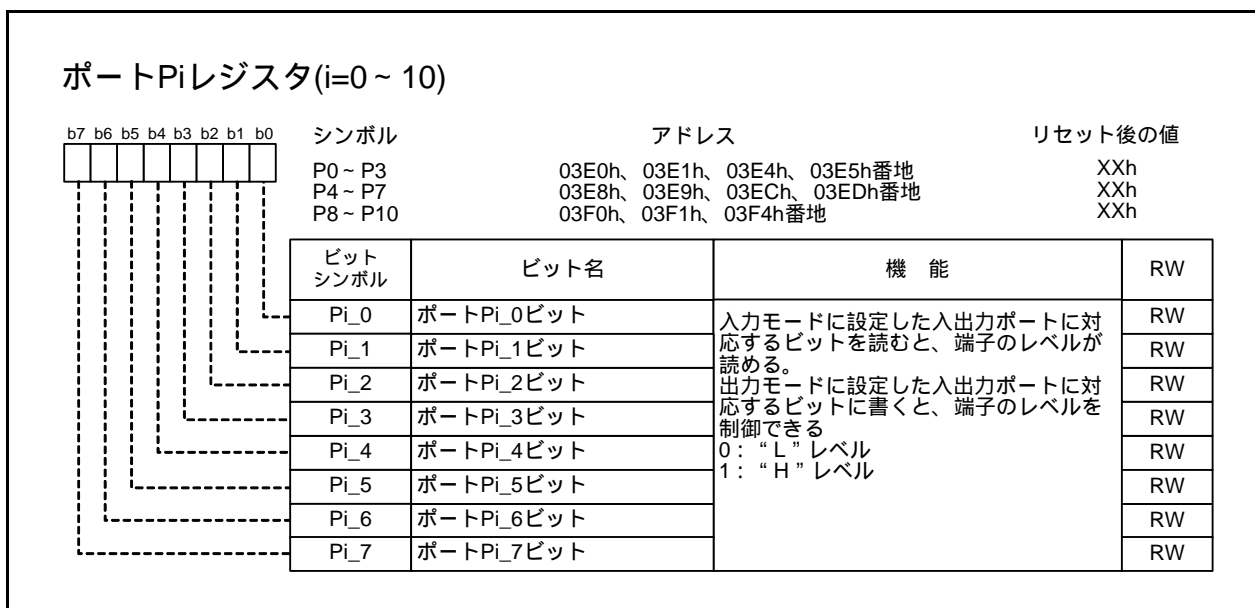 ポートPiレジスタ(i=0 ~ 10)
b7 b6 b5 b4 b3 b2 b1 b0
シンボル アドレス リセット後の値
P0 ~ P3 03E0h、03E1h、03E4h、03E5h番地 XXh
P4 ~ P7 03E8h、03E9h、03ECh、03EDh番地 XXh
P8 ~ P10 03F0h、03F1h、03F4h番地 XXh
ビット
シンボル ビット名 機 能 RW
Pi_0 ポートPi_0ビット RW
Pi_1 ポートPi_1ビット RW
Pi_2 ポートPi_2ビット RW
Pi_3 ポートPi_3ビット RW
Pi_4 ポートPi_4ビット RW
Pi_5 ポートPi_5ビット RW
Pi_6 ポートPi_6ビット RW
Pi_7 ポートPi_7ビット RW
入力モードに設定した入出力ポートに対
応するビットを読むと、端子のレベルが
読める。
出力モードに設定した入出力ポートに対
応するビットに書くと、端子のレベルを
制御できる
0: “L”レベル
1: “H”レベル